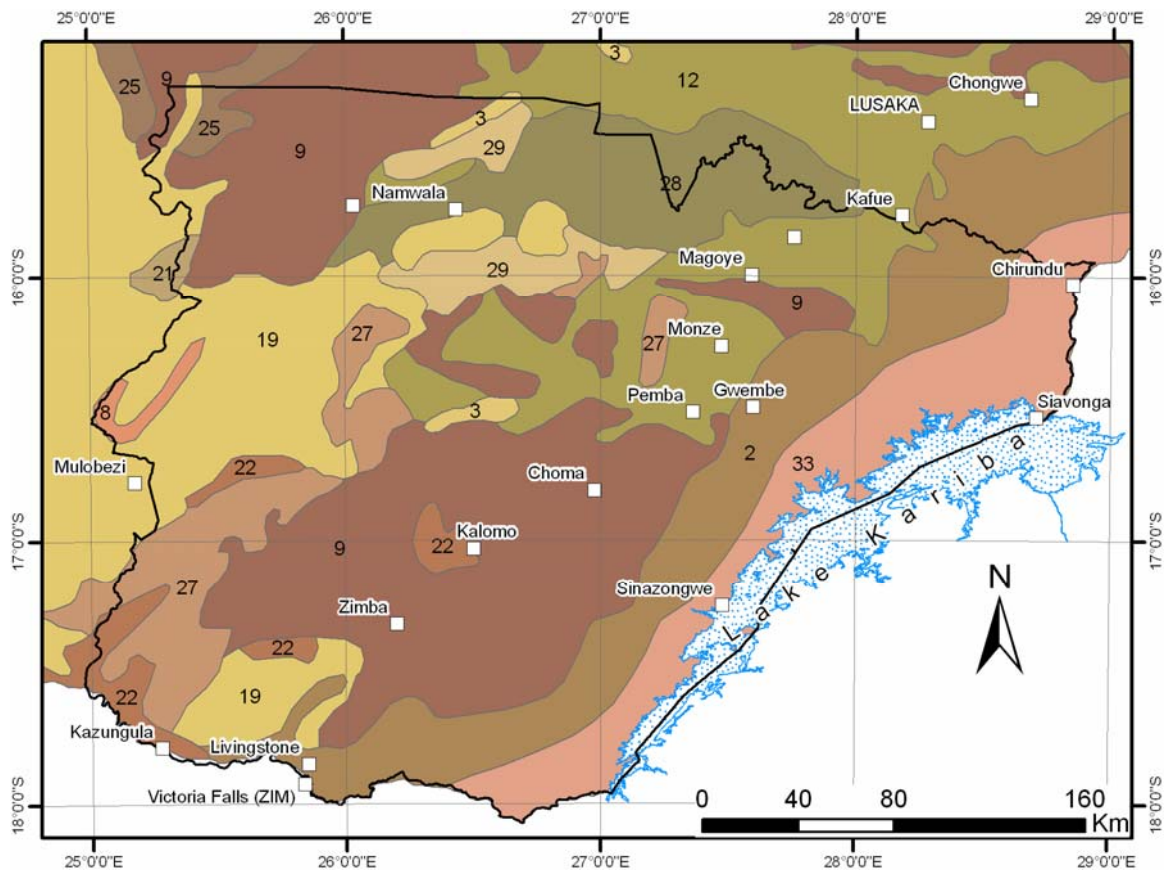 25°0'0"E 26°0'0"E 27°0'0"E 28°0'0"E 29°0'0"E
9
25
3
12
Chongwe
LUSAKA
25
3
9
29
28
Namwala
Kafue
Magoye
16°0'0"S
21
29
Chirundu
16°0'0"S
9
19
27
Monze
27
Pemba
Gwembe
Siavonga
8
3
2
33
Mulobezi
22
Choma
Lake Kariba
17°0'0"S
9
22
Kalomo
17°0'0"S
27
Sinazongwe
N
Zimba
22
22
19
Kazungula
Livingstone
Victoria Falls (ZIM)
18°0'0"S
0 40 80 160
Km
18°0'0"S
25°0'0"E 26°0'0"E 27°0'0"E 28°0'0"E 29°0'0"E